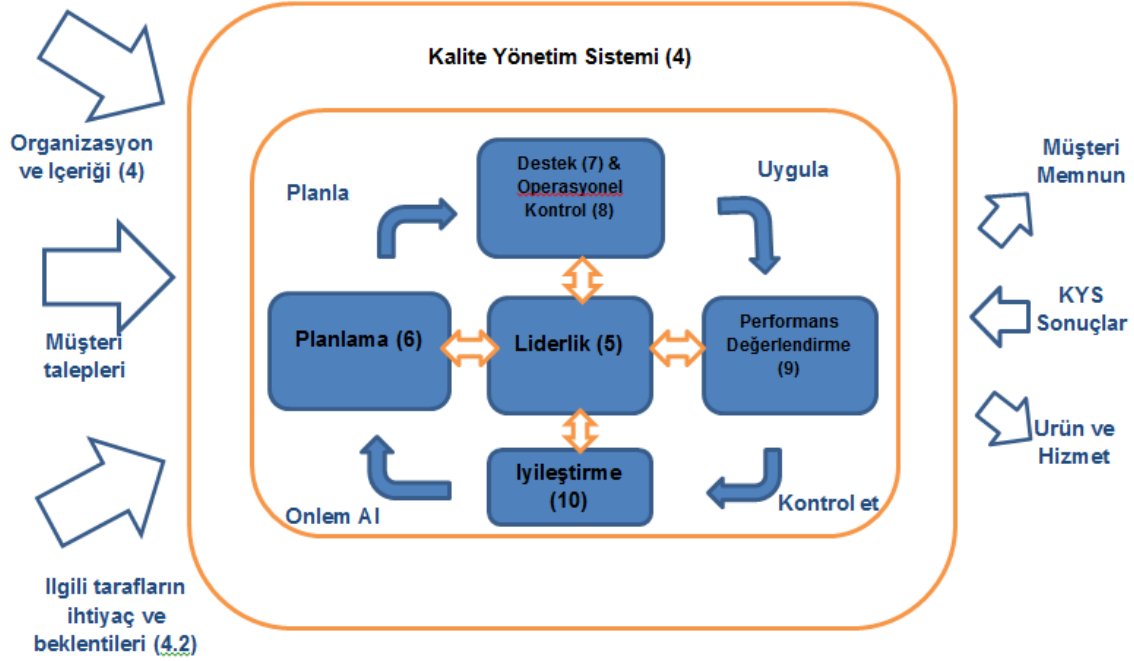 Kalite Yönetim Sistemi (4)
Organizasyon
ve Içeriği (4)
Müşteri
talepleri
Ilgili tarafların
ihtiyaç ve
beklentileri (4.2)
Planla
Destek (7) &
Operasyonel
Kontrol (8)
Uygula
Planlama (6)
Liderlik (5)
Performans
Değerlendirme
(9)
Iyileştirme
(10)
Onlem Al
Kontrol et
Müşteri
Memnun
KYS
Sonuçlar
Urün ve
Hizmet